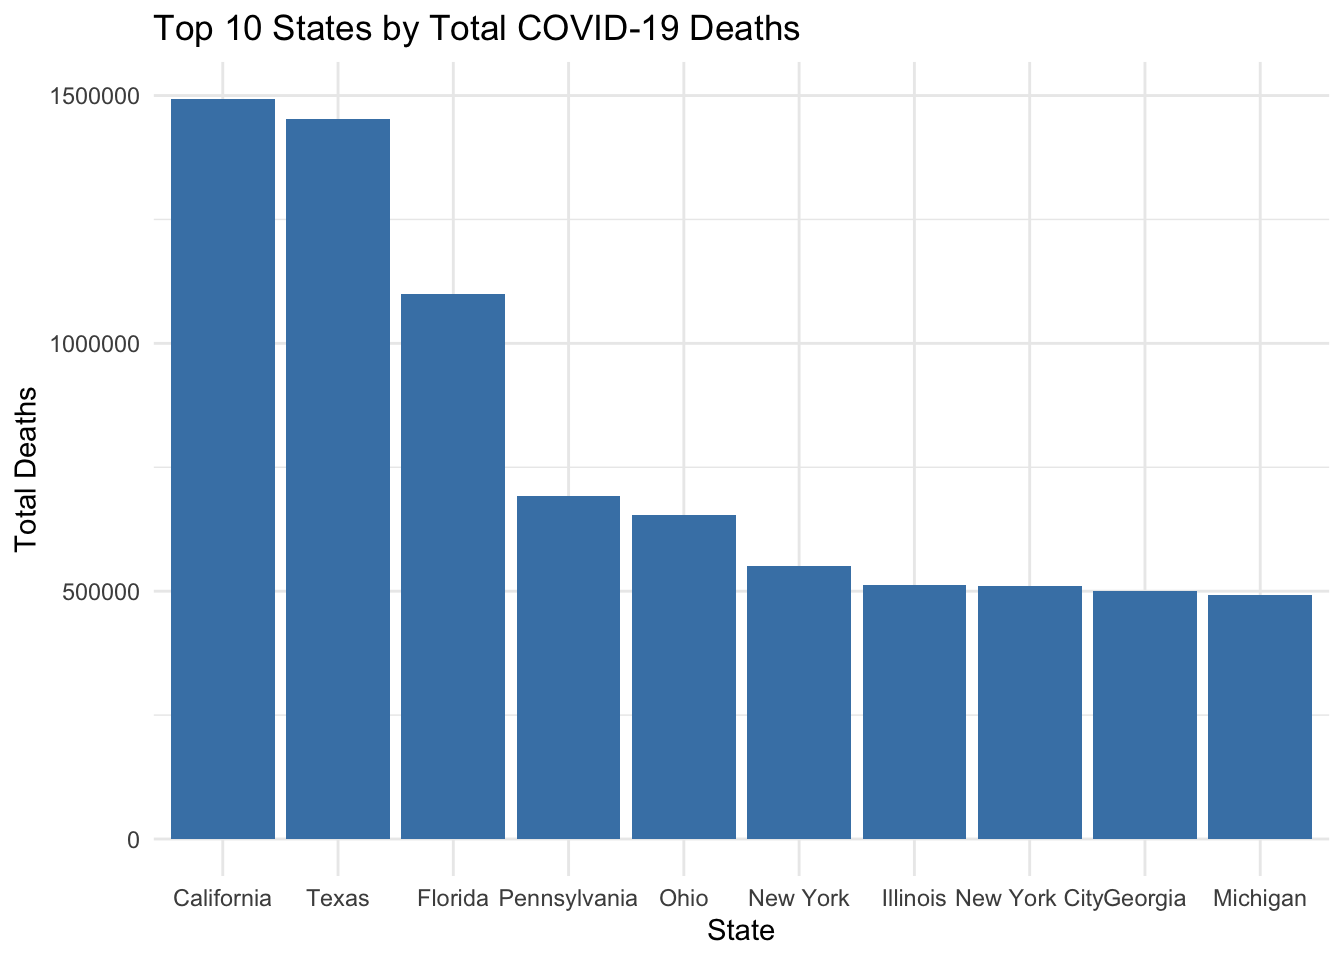 Top 10 States by Total COVID-19 Deaths
1500000
1000000
500000
0
Total Deaths
California Texas Florida Pennsylvania Ohio New York Illinois New York City Georgia Michigan
State